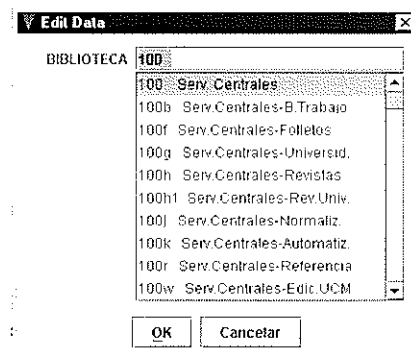 Edit Data
BIBLIOTECA 100
100 Serv. Centrales
100b Serv.Centrales-B.Trabajo
100f Serv.Centrales-Folletos
100g Serv.Centrales-Universid.
100h Serv.Centrales-Revistas
100h1 Serv.Centrales-Rev.Univ.
100j Serv.Centrales-Normaliz.
100k Serv.Centrales-Automatiz.
100r Serv.Centrales-Referencia
100w Serv.Centrales-Edic.UCM
OK Cancelar